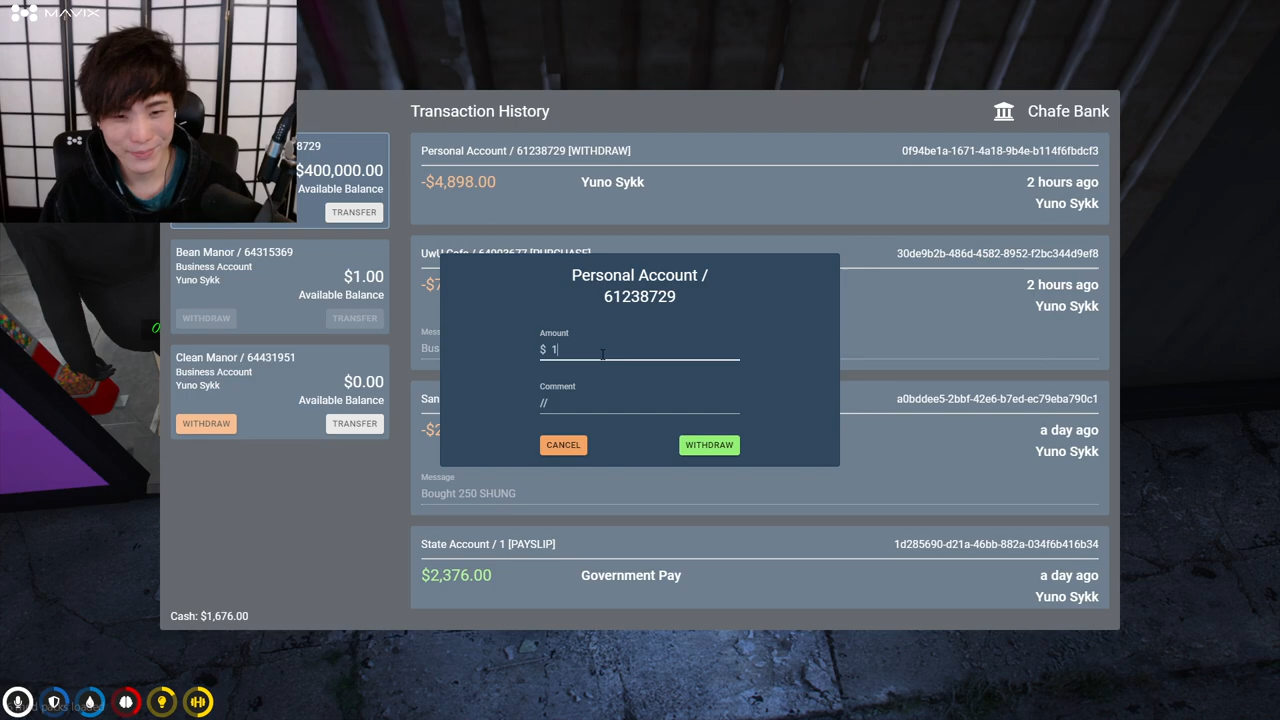 MAVIX
8729
$400,000.00
Available Balance
TRANSFER
Bean Manor / 64315369
Business Account
Yuno Sykk
$1.00
Available Balance
WITHDRAW
TRANSFER
Clean Manor / 64431951
Business Account
Yuno Sykk
$0.00
Available Balance
WITHDRAW
TRANSFER
Cash: $1,676.00
Transaction History
Chafe Bank
Personal Account / 61238729 [WITHDRAW]
0f94be1a-1671-4a18-9b4e-b114f6fbdcf3
-$4,898.00
Yuno Sykk
2 hours ago
Yuno Sykk
30de9b2b-486d-4582-8952-f2bc344d9ef8
2 hours ago
Yuno Sykk
a0bddee5-2bbf-42e6-b7ed-ec79eba790c1
a day ago
Yuno Sykk
Message
Bought 250 SHUNG
State Account / 1 [PAYSLIP]
1d285690-d21a-46bb-882a-034f6b416b34
$2,376.00
Government Pay
a day ago
Yuno Sykk
Personal Account /
61238729
Amount
$ 1
Comment
//
CANCEL
WITHDRAW